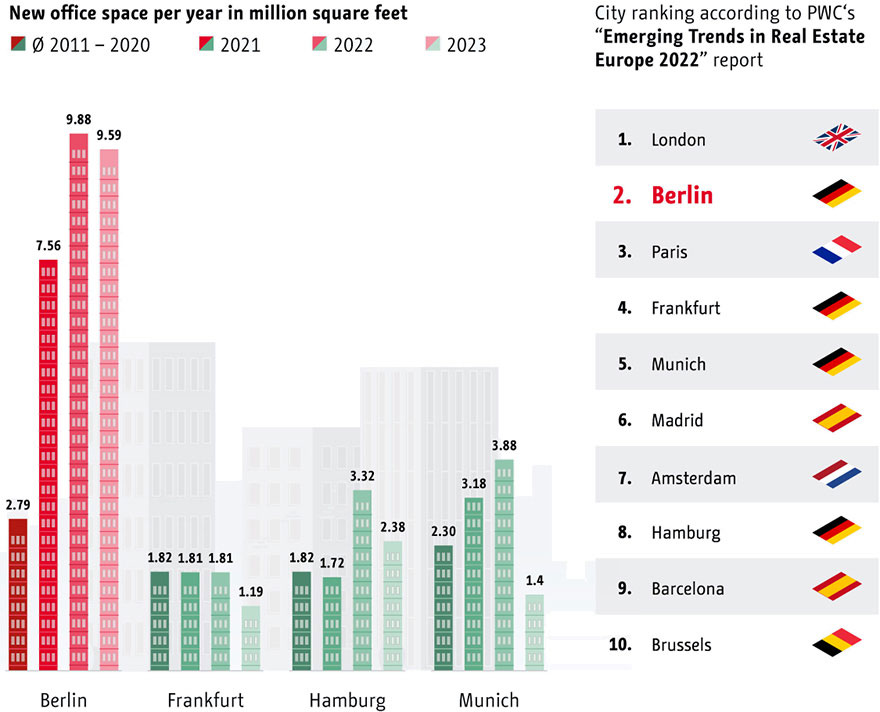 New office space per year in million square feet
Ø 2011 – 2020
2021
2022
2023
2.79
7.56
9.88
9.59
1.82
1.81
1.81
1.19
1.82
1.72
3.32
2.38
2.30
3.18
3.88
1.4
Berlin
Frankfurt
Hamburg
Munich
City ranking according to PWC‘s
“Emerging Trends in Real Estate
Europe 2022” report
1. London
2. Berlin
3. Paris
4. Frankfurt
5. Munich
6. Madrid
7. Amsterdam
8. Hamburg
9. Barcelona
10. Brussels